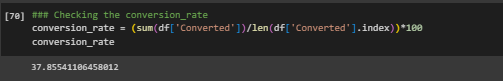 [70] ### Checking the conversion_rate
conversion_rate = (sum(df['Converted'])/len(df['Converted'].index))*100
conversion_rate
37.85541106458012